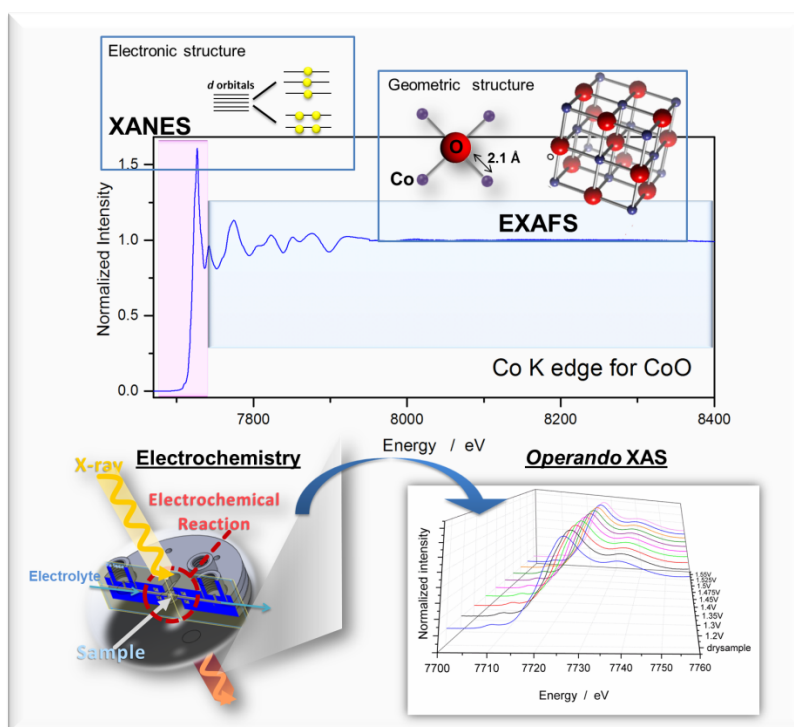 Electronic structure
d orbitals
XANES
Geometric structure
O
2.1 Å
Co
EXAFS
Normalized Intensity
1.5
1.0
0.5
0.0
Co K edge for CoO
7800
8000
8200
8400
Energy / eV
Electrochemistry
X-ray
Electrochemical
Reaction
Electrolyte
Sample
Operando XAS
Normalized intensity
1.55V
1.525V
1.5V
1.475V
1.45V
1.4V
1.35V
1.3V
1.2V
drysample
7700
7710
7720
7730
7740
7750
7760
Energy / eV